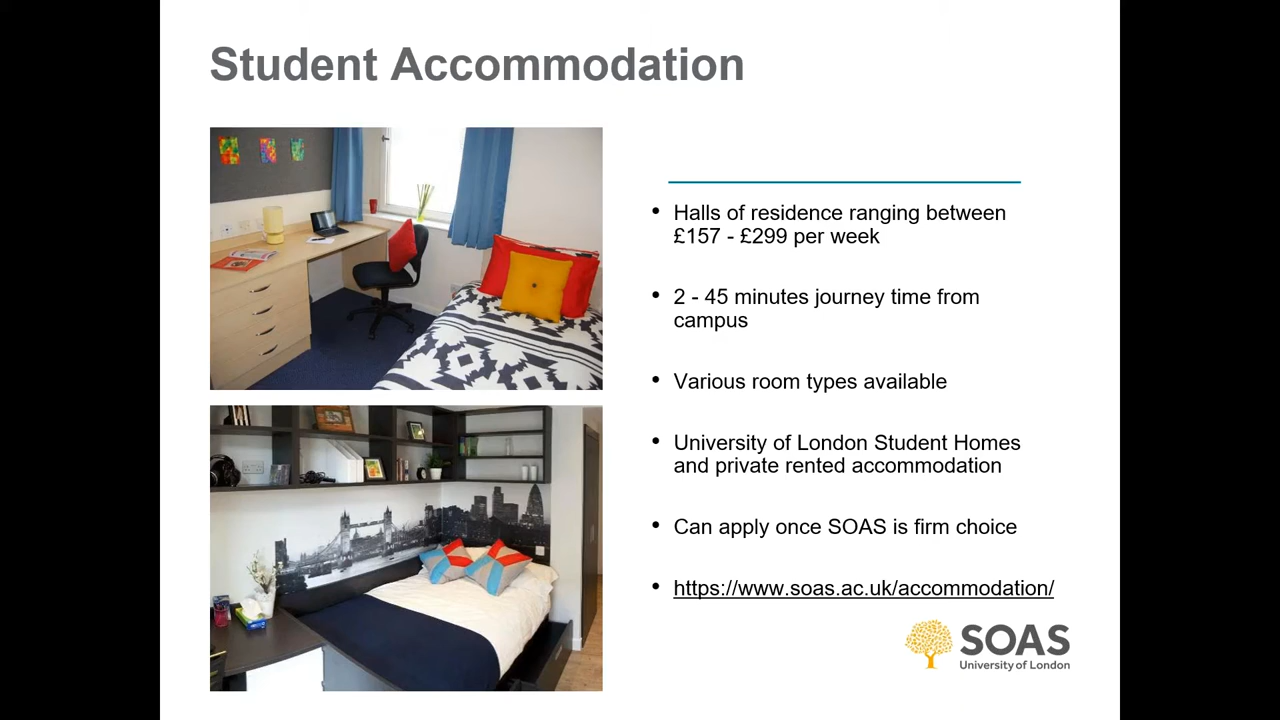 Student Accommodation
• Halls of residence ranging between
£157 - £299 per week
• 2 - 45 minutes journey time from
campus
• Various room types available
• University of London Student Homes
and private rented accommodation
• Can apply once SOAS is firm choice
• https://www.soas.ac.uk/accommodation/
SOAS
University of London